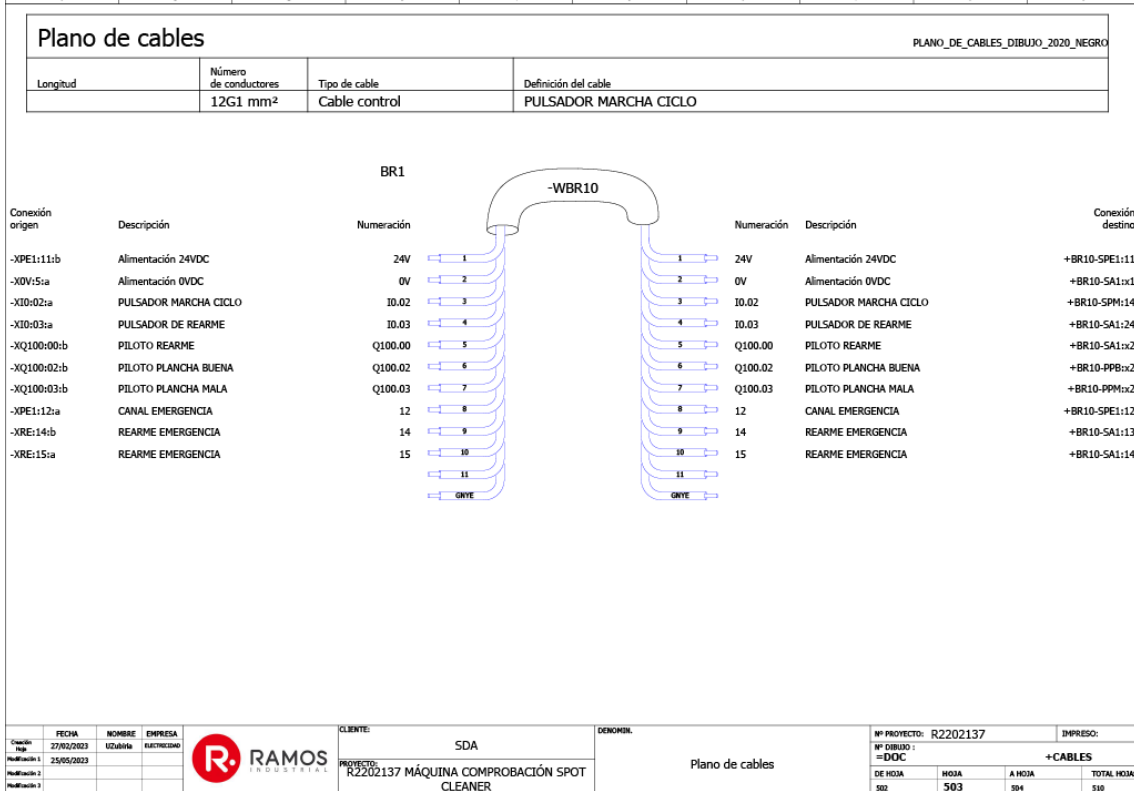 Plano de cables
PLANO_DE_CABLES_DIBUJO_2020_NEGRO
Longitud
Número
de conductores
Tipo de cable
Definición del cable
12G1 mm²
Cable control
PULSADOR MARCHA CICLO
BR1
-WBR10
Conexión
origen
Descripción
Numeración
Numeración
Descripción
Conexión
destino
-XPE1:11:b Alimentación 24VDC 24V 1 1 24V Alimentación 24VDC +BR10-SPE1:11
-X0V:5:a Alimentación 0VDC 0V 2 2 0V Alimentación 0VDC +BR10-SA1:x1
-XI0:02:a PULSADOR MARCHA CICLO I0.02 3 3 I0.02 PULSADOR MARCHA CICLO +BR10-SPM:14
-XI0:03:a PULSADOR DE REARME I0.03 4 4 I0.03 PULSADOR DE REARME +BR10-SA1:24
-XQ100:00:b PILOTO REARME Q100.00 5 5 Q100.00 PILOTO REARME +BR10-SA1:x2
-XQ100:02:b PILOTO PLANCHA BUENA Q100.02 6 6 Q100.02 PILOTO PLANCHA BUENA +BR10-PPB:x2
-XQ100:03:b PILOTO PLANCHA MALA Q100.03 7 7 Q100.03 PILOTO PLANCHA MALA +BR10-PPM:x2
-XPE1:12:a CANAL EMERGENCIA 12 8 8 12 CANAL EMERGENCIA +BR10-SPE1:12
-XRE:14:b REARME EMERGENCIA 14 9 9 14 REARME EMERGENCIA +BR10-SA1:13
-XRE:15:a REARME EMERGENCIA 15 10 10 15 REARME EMERGENCIA +BR10-SA1:14
11 11
GNYE GNYE
FECHA NOMBRE EMPRESA
Creación
Hoja
27/02/2023 UZubiria ELECTRICIDAD
Modificación 1 25/05/2023
Modificación 2
Modificación 3
R. RAMOS
INDUSTRIAL
CLIENTE:
SDA
PROYECTO:
R2202137 MÁQUINA COMPROBACIÓN SPOT
CLEANER
DENOMIN.
Plano de cables
Nº PROYECTO: R2202137 IMPRESO:
Nº DIBUJO :
=DOC +CABLES
DE HOJA HOJA A HOJA TOTAL HOJA
502 503 504 510